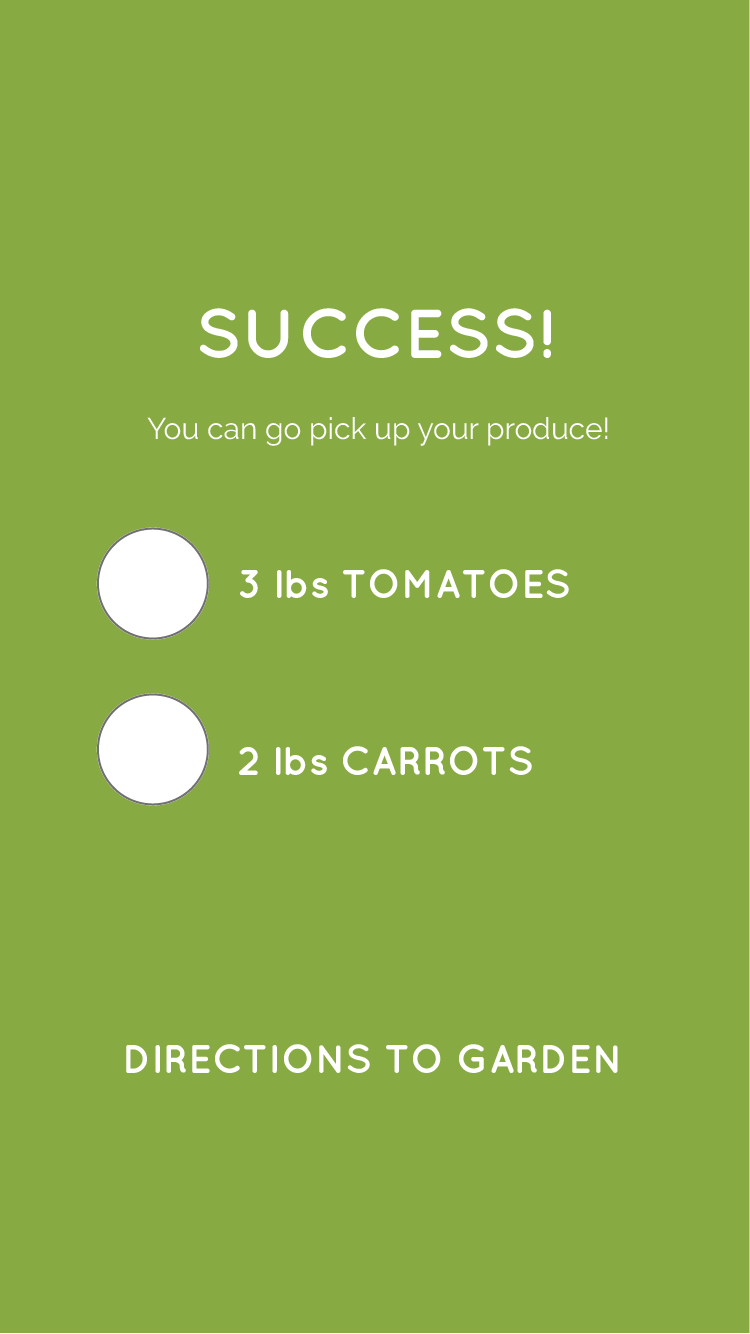 SUCCESS!
You can go pick up your produce!
3 lbs TOMATOES
2 lbs CARROTS
DIRECTIONS TO GARDEN